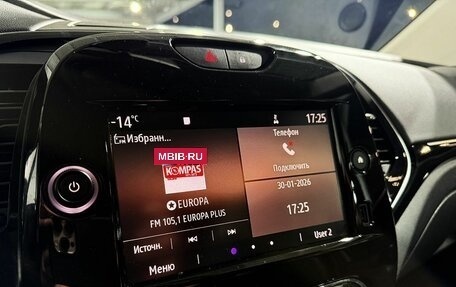 -14°C
17:25
Избранн...
Телефон
MBIB-RU
KOMPAS
Подключить
EUROPA
30-01-2026
FM 105,1 EUROPA PLUS
17:25
Источн.
User 2
Меню